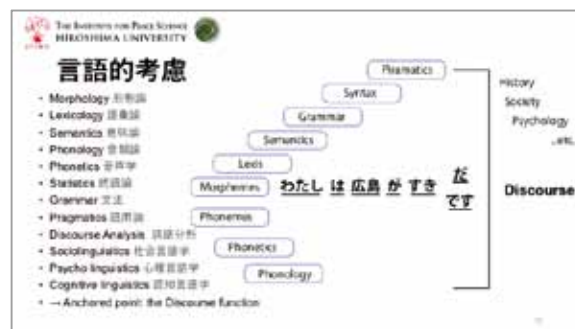 THE INSTITUTE FOR PEACE SCIENCE
HIROSHIMA UNIVERSITY
言語的考慮
• Morphology 形態論
• Lexicology 語彙論
• Semantics 意味論
• Phonology 音韻論
• Phonetics 音声学
• Statistics 統語論
• Grammar 文法
• Pragmatics 語用論
• Discourse Analysis 談話分析
• Sociolinguistics 社会言語学
• Psycho linguistics 心理言語学
• Cognitive linguistics 認知言語学
• → Anchored point: the Discourse function
Syntax
Grammar
Semantics
Lexis
Morphemes
Phonemes
Phonetics
Phonology
わたし は 広島 が すき だ
です
History
Society
Psychology
..etc.
Discourse